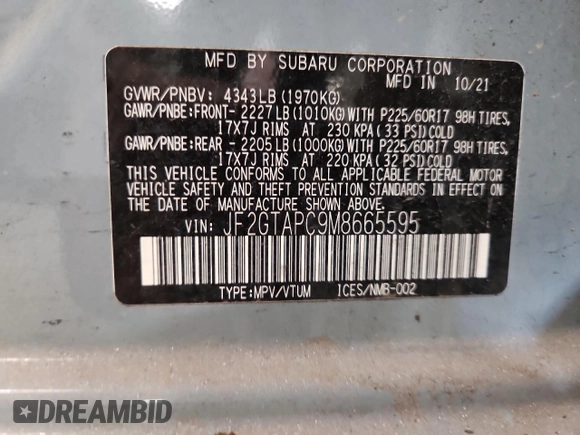 MFD BY SUBARU CORPORATION
MFD IN 10/21
GVWR/PNBV: 4343LB (1970KG)
GAWR/PNBE:FRONT- 2227LB (1010KG)WITH P225/60R17 98H TIRES,
17X7J RIMS AT 230 KPA (33 PSI)COLD
GAWR/PNBE:REAR - 2205LB (1000KG)WITH P225/60R17 98H TIRES,
17X7J RIMS AT 220 KPA (32 PSI)COLD
THIS VEHICLE CONFORMS TO ALL APPLICABLE FEDERAL MOTOR
VEHICLE SAFETY AND THEFT PREVENTION STANDARDS IN EFFECT ON
THE DATE OF MANUFACTURE SHOWN ABOVE.
VIN: JF2GTAPC9M8665595
TYPE:MPV/VTUM ICES/NMB-002
DREAMBID